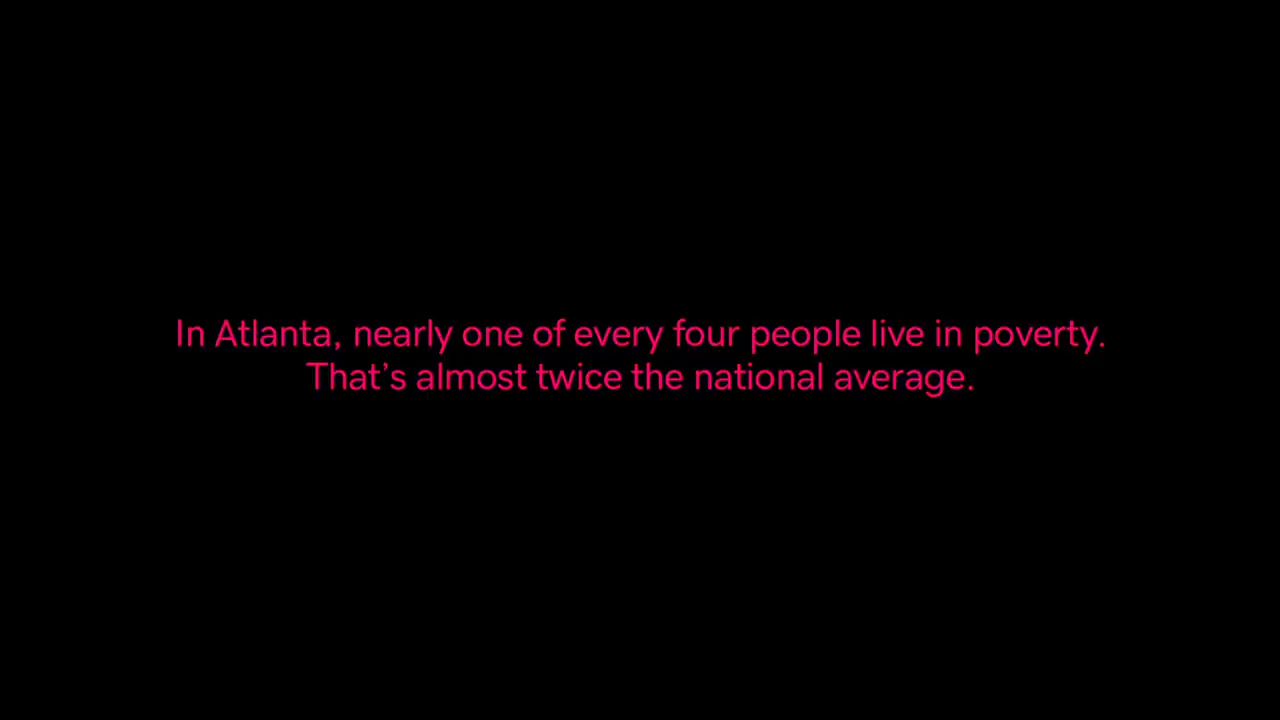 In Atlanta, nearly one of every four people live in poverty.
That’s almost twice the national average.